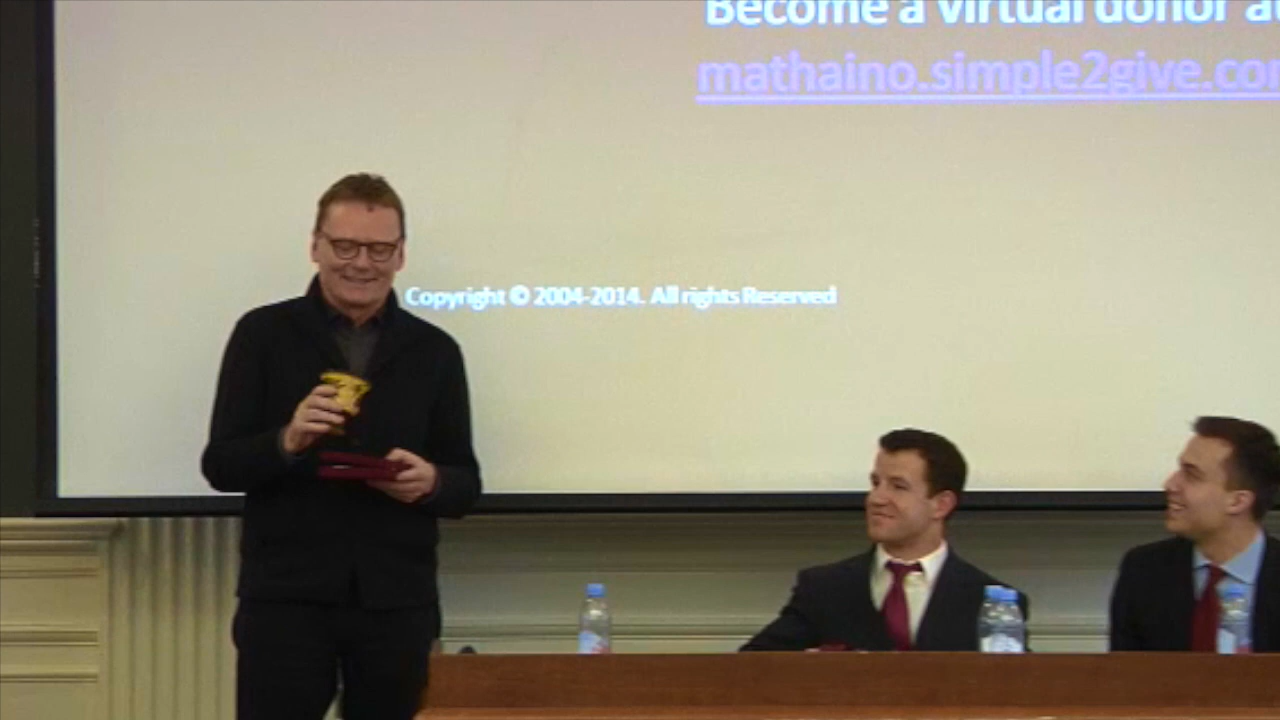 Become a virtual donor
mathaino.simple2give.co
Copyright © 2004-2014. All rights Reserved